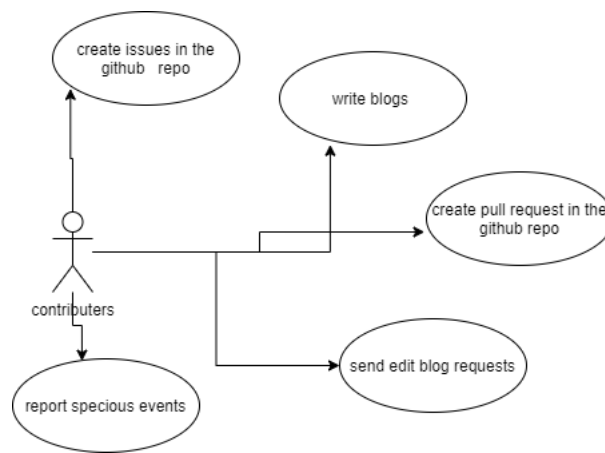 create issues in the
github repo
write blogs
create pull request in the
github repo
contributers
send edit blog requests
report specious events